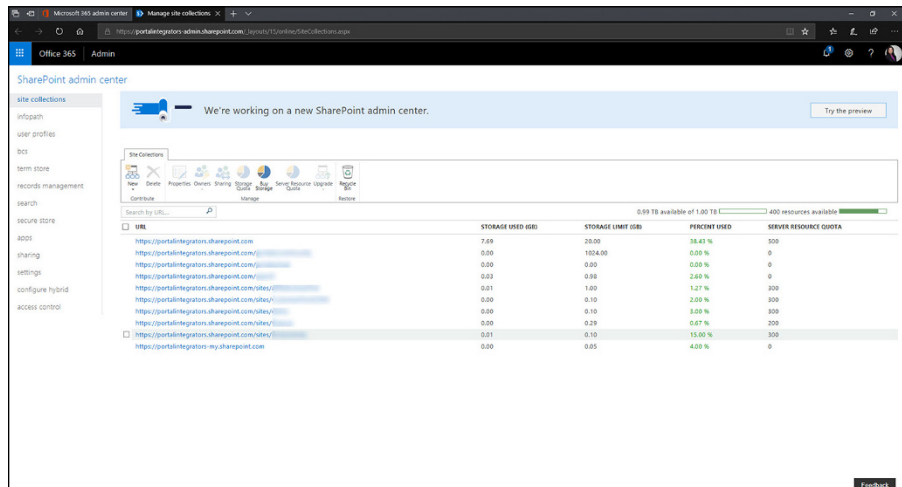 Microsoft 365 admin center
Manage site collections
https://portalintegrators-admin.sharepoint.com/_layouts/15/online/SiteCollections.aspx
Office 365 Admin
1
?
SharePoint admin center
site collections
infopath
user profiles
bcs
term store
records management
search
secure store
apps
sharing
settings
configure hybrid
access control
We're working on a new SharePoint admin center.
Try the preview
Site Collections
New Delete Properties Owners Sharing Storage Quota Buy Storage Server Resource Quota Upgrade Recycle Bin
Contribute Manage Restore
Search by URL...
0.99 TB available of 1.00 TB 400 resources available
URL STORAGE USED (GB) STORAGE LIMIT (GB) PERCENT USED SERVER RESOURCE QUOTA
https://portalintegrators.sharepoint.com 7.69 20.00 38.43 % 300
https://portalintegrators.sharepoint.com/ 0.00 1024.00 0.00 % 0
https://portalintegrators.sharepoint.com/ 0.00 0.00 0.00 % 0
https://portalintegrators.sharepoint.com/ 0.03 0.98 2.60 % 0
https://portalintegrators.sharepoint.com/sites/ 0.01 1.00 1.27 % 300
https://portalintegrators.sharepoint.com/sites/ 0.00 0.10 2.00 % 300
https://portalintegrators.sharepoint.com/sites/ 0.00 0.10 3.00 % 300
https://portalintegrators.sharepoint.com/sites/ 0.00 0.29 0.67 % 200
https://portalintegrators.sharepoint.com/sites/ 0.01 0.10 15.00 % 300
https://portalintegrators-my.sharepoint.com 0.00 0.05 4.00 % 0
Feedback